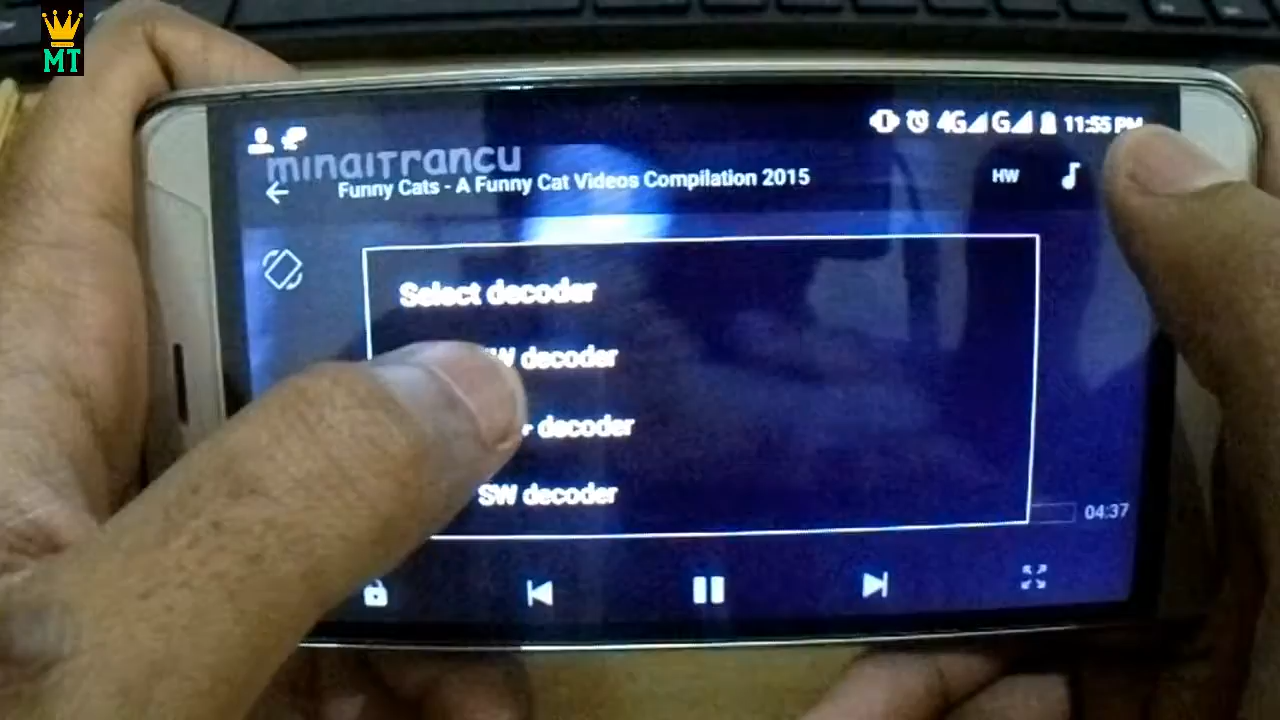 MT
4G G 11:55 PM
Funny Cats - A Funny Cat Videos Compilation 2015
HW
Select decoder
decoder
decoder
SW decoder
04:37